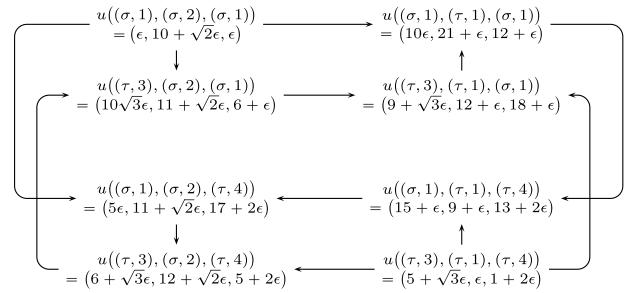 u((σ, 1), (σ, 2), (σ, 1))
= (ϵ, 10 + √2ϵ, ϵ)
u((σ, 1), (τ, 1), (σ, 1))
= (10ϵ, 21 + ϵ, 12 + ϵ)
u((τ, 3), (σ, 2), (σ, 1))
= (10√3ϵ, 11 + √2ϵ, 6 + ϵ)
u((τ, 3), (τ, 1), (σ, 1))
= (9 + √3ϵ, 12 + ϵ, 18 + ϵ)
u((σ, 1), (σ, 2), (τ, 4))
= (5ϵ, 11 + √2ϵ, 17 + 2ϵ)
u((σ, 1), (τ, 1), (τ, 4))
= (15 + ϵ, 9 + ϵ, 13 + 2ϵ)
u((τ, 3), (σ, 2), (τ, 4))
= (6 + √3ϵ, 12 + √2ϵ, 5 + 2ϵ)
u((τ, 3), (τ, 1), (τ, 4))
= (5 + √3ϵ, ϵ, 1 + 2ϵ)